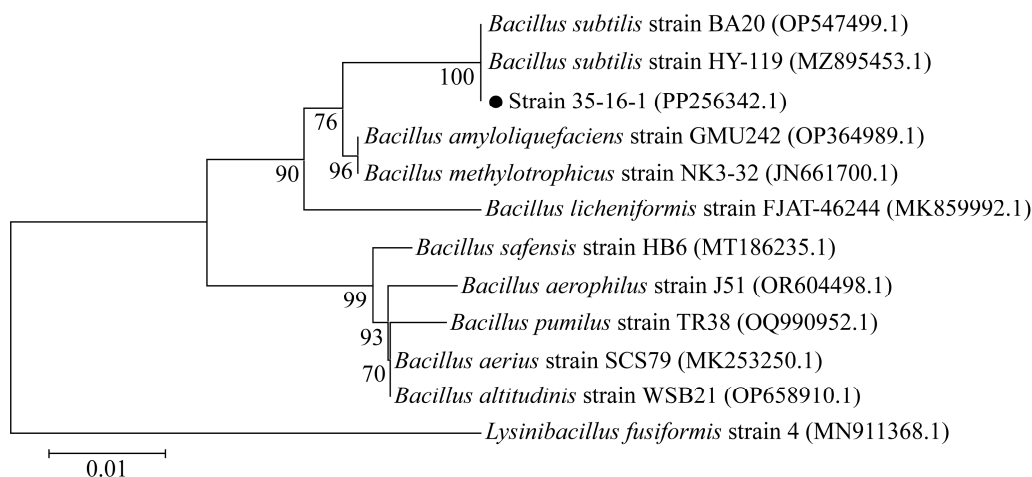 Bacillus subtilis strain BA20 (OP547499.1)
Bacillus subtilis strain HY-119 (MZ895453.1)
100
Strain 35-16-1 (PP256342.1)
76
Bacillus amyloliquefaciens strain GMU242 (OP364989.1)
96
Bacillus methylotrophicus strain NK3-32 (JN661700.1)
90
Bacillus licheniformis strain FJAT-46244 (MK859992.1)
Bacillus safensis strain HB6 (MT186235.1)
99
Bacillus aerophilus strain J51 (OR604498.1)
Bacillus pumilus strain TR38 (OQ990952.1)
93
Bacillus aerius strain SCS79 (MK253250.1)
70
Bacillus altitudinis strain WSB21 (OP658910.1)
Lysinibacillus fusiformis strain 4 (MN911368.1)
0.01